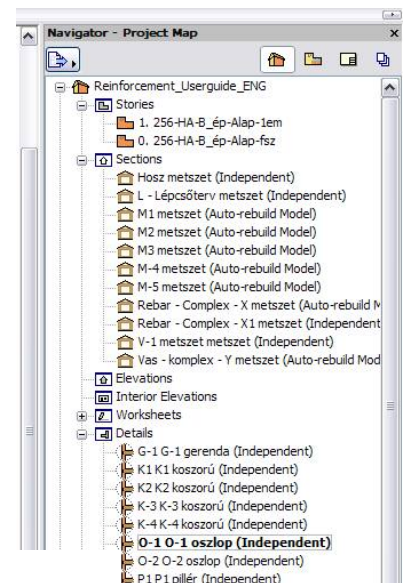 Navigator - Project Map
Reinforcement_Userguide_ENG
Stories
1. 256-HA-B_ép-Alap-1em
0. 256-HA-B_ép-Alap-fsz
Sections
Hosz metszet (Independent)
L - Lépcsőterv metszet (Independent)
M1 metszet (Auto-rebuild Model)
M2 metszet (Auto-rebuild Model)
M3 metszet (Auto-rebuild Model)
M-4 metszet (Auto-rebuild Model)
M-5 metszet (Auto-rebuild Model)
Rebar - Complex - X metszet (Auto-rebuild M
Rebar - Complex - X1 metszet (Independent
V-1 metszet metszet (Independent)
Vas - komplex - Y metszet (Auto-rebuild Mod
Elevations
Interior Elevations
Worksheets
Details
G-1 G-1 gerenda (Independent)
K1 K1 koszorú (Independent)
K2 K2 koszorú (Independent)
K-3 K-3 koszorú (Independent)
K-4 K-4 koszorú (Independent)
O-1 O-1 oszlop (Independent)
O-2 O-2 oszlop (Independent)
P1 P1 pillér (Independent)